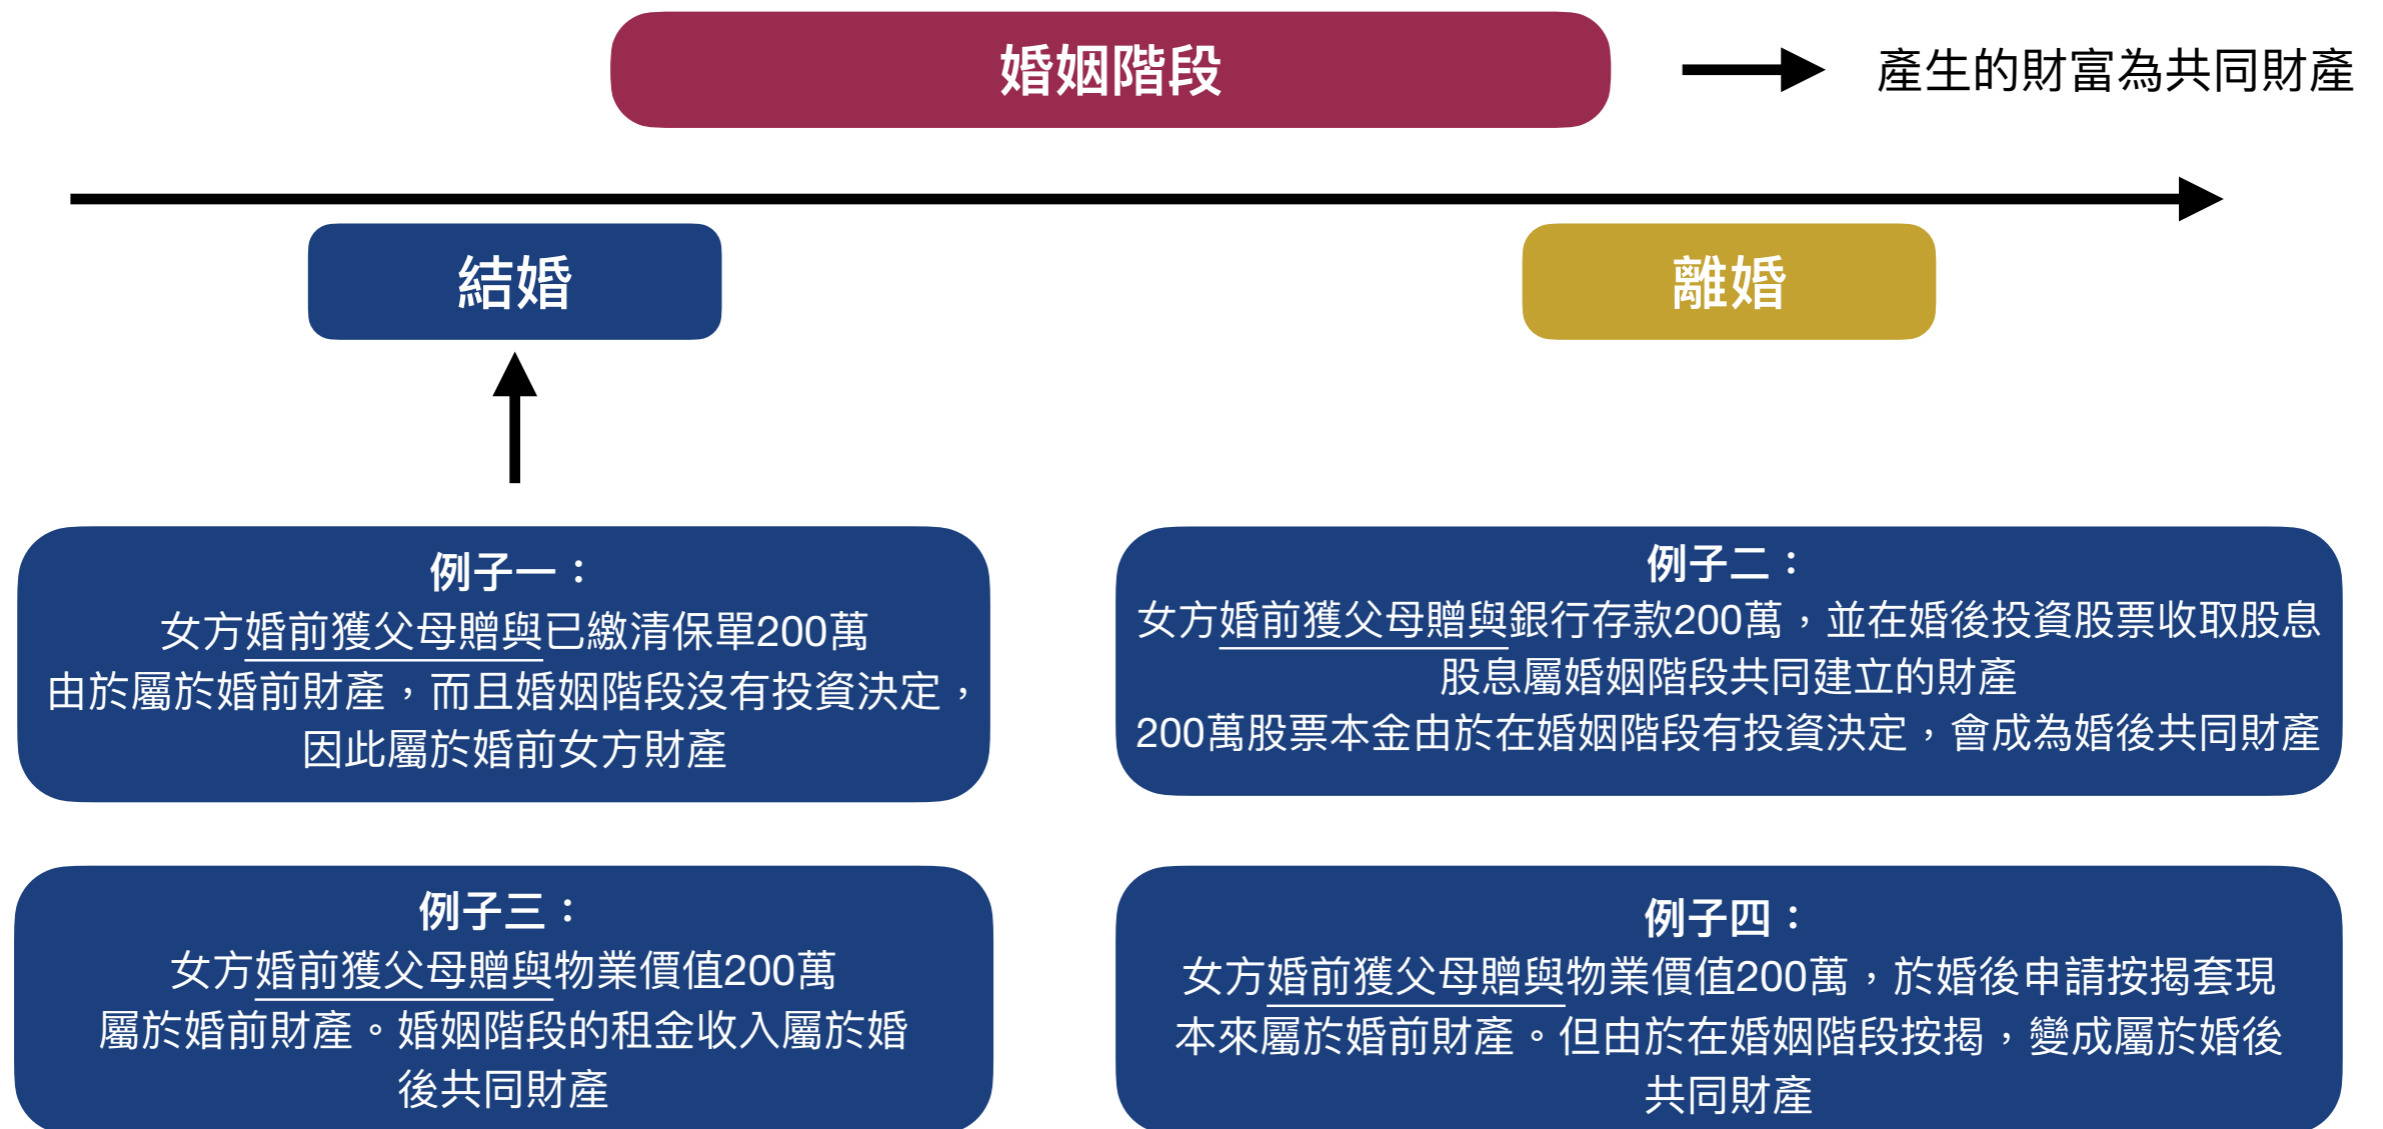 婚姻階段
產生的財富為共同財產
結婚
離婚
例子一：
女方婚前獲父母贈與已繳清保單200萬
由於屬於婚前財產，而且婚姻階段沒有投資決定，
因此屬於婚前女方財產
例子二：
女方婚前獲父母贈與銀行存款200萬，並在婚後投資股票收取股息
股息屬婚姻階段共同建立的財產
200萬股票本金由於在婚姻階段有投資決定，會成為婚後共同財產
例子三：
女方婚前獲父母贈與物業價值200萬
屬於婚前財產。婚姻階段的租金收入屬於婚
後共同財產
例子四：
女方婚前獲父母贈與物業價值200萬，於婚後申請按揭套現
本來屬於婚前財產。但由於在婚姻階段按揭，變成屬於婚後
共同財產